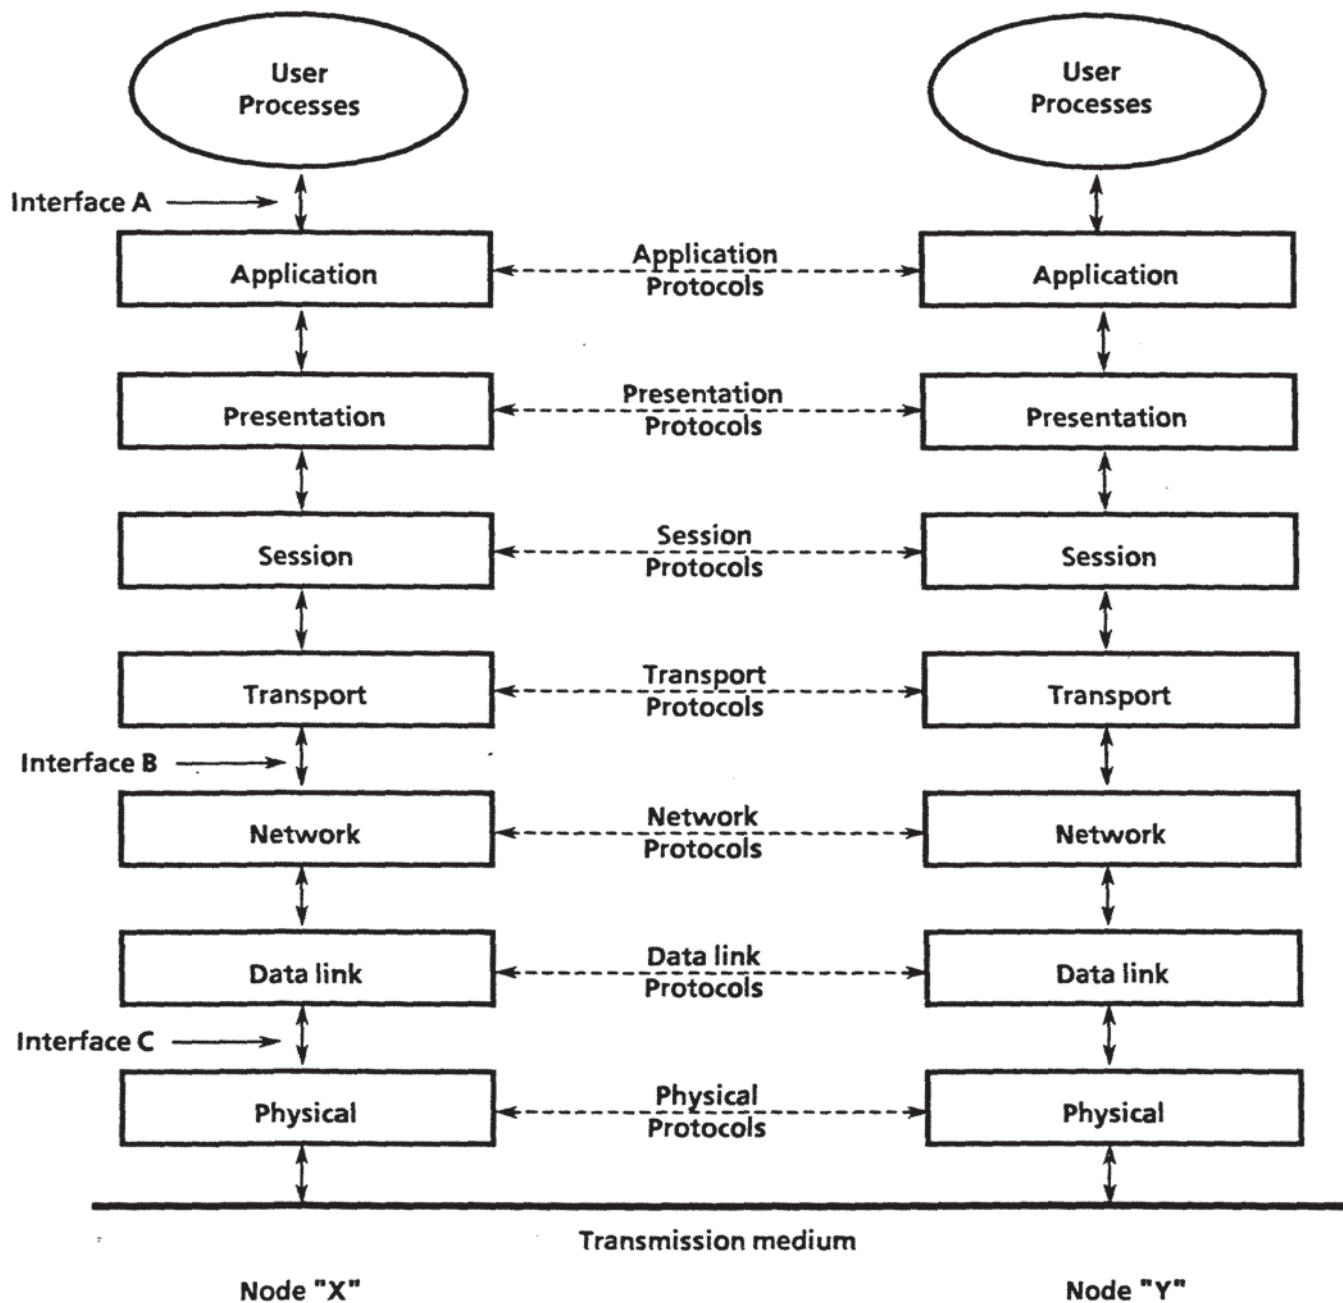 User
Processes
User
Processes
Interface A
Application
Application
Protocols
Application
Presentation
Presentation
Protocols
Presentation
Session
Session
Protocols
Session
Transport
Transport
Protocols
Transport
Interface B
Network
Network
Protocols
Network
Data link
Data link
Protocols
Data link
Interface C
Physical
Physical
Protocols
Physical
Transmission medium
Node "X"
Node "Y"